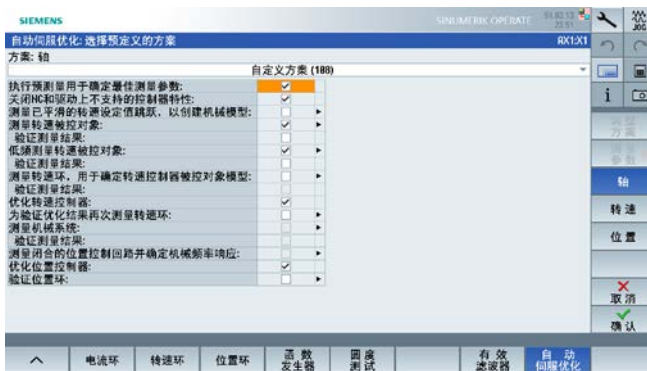 SIEMENS
SINUMERIK OPERATE
JOG
自动伺服优化:选择预定义的方案
AX1:X1
方案: 轴
自定义方案 (108)
执行预测量用于确定最佳测量参数:
关闭NC和驱动上不支持的控制器特性:
测量已平滑的转速设定值跳跃，以创建机械模型:
测量转速被控对象:
验证测量结果:
低频测量转速被控对象:
验证测量结果:
测量转速环，用于确定转速控制器被控对象模型:
验证测量结果:
优化转速控制器:
为验证优化结果再次测量转速环:
测量机械系统:
验证测量结果:
测量闭合的位置控制回路并确定机械频率响应:
优化位置控制器:
验证位置环:
轴
转速
位置
取消
确认
电流环
转速环
位置环
函数
发生器
圆度
测试
有效
滤波器
自动
伺服优化